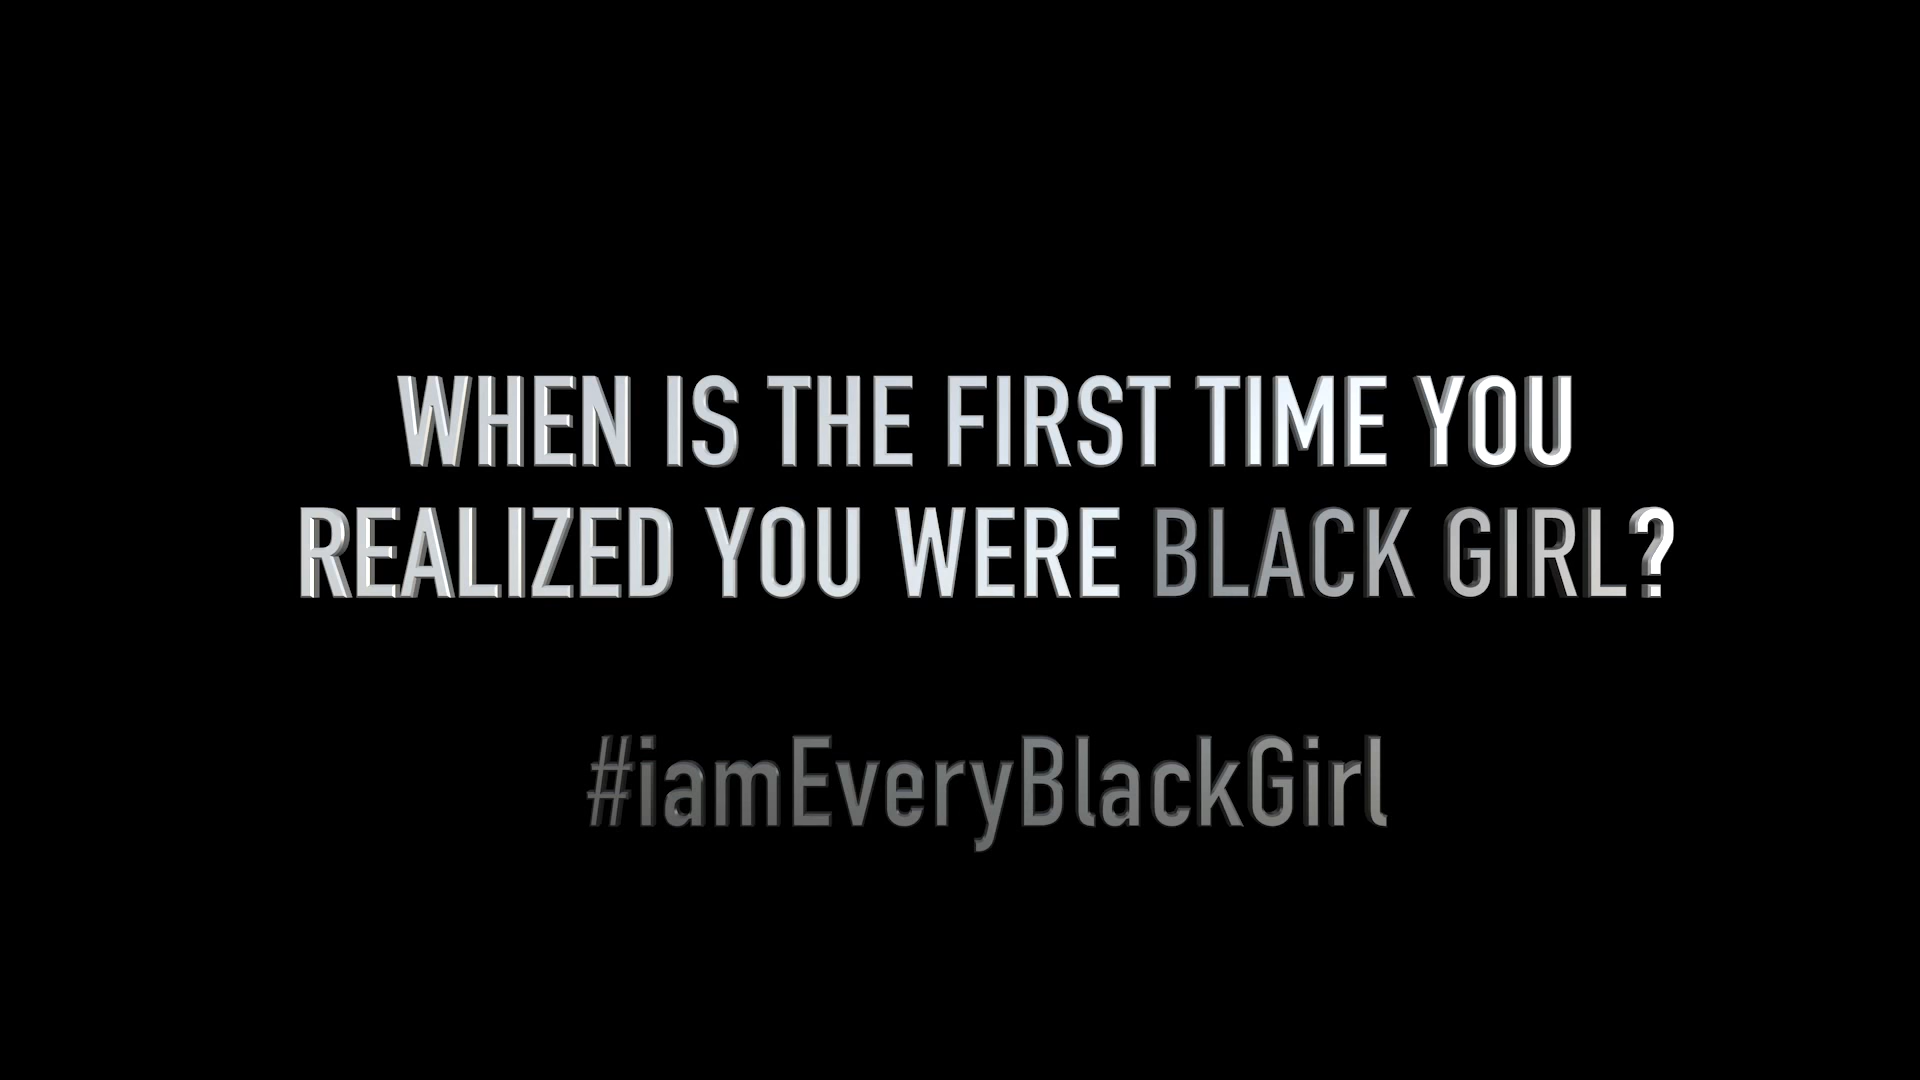 WHEN IS THE FIRST TIME YOU
REALIZED YOU WERE BLACK GIRL?
#iamEveryBlackGirl